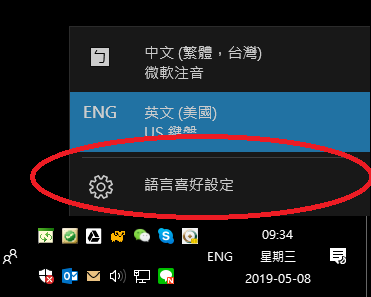 ㄅ
中文 (繁體，台灣)
微軟注音
ENG
英文 (美國)
US 鍵盤
語言喜好設定
09:34
ENG
星期三
2019-05-08